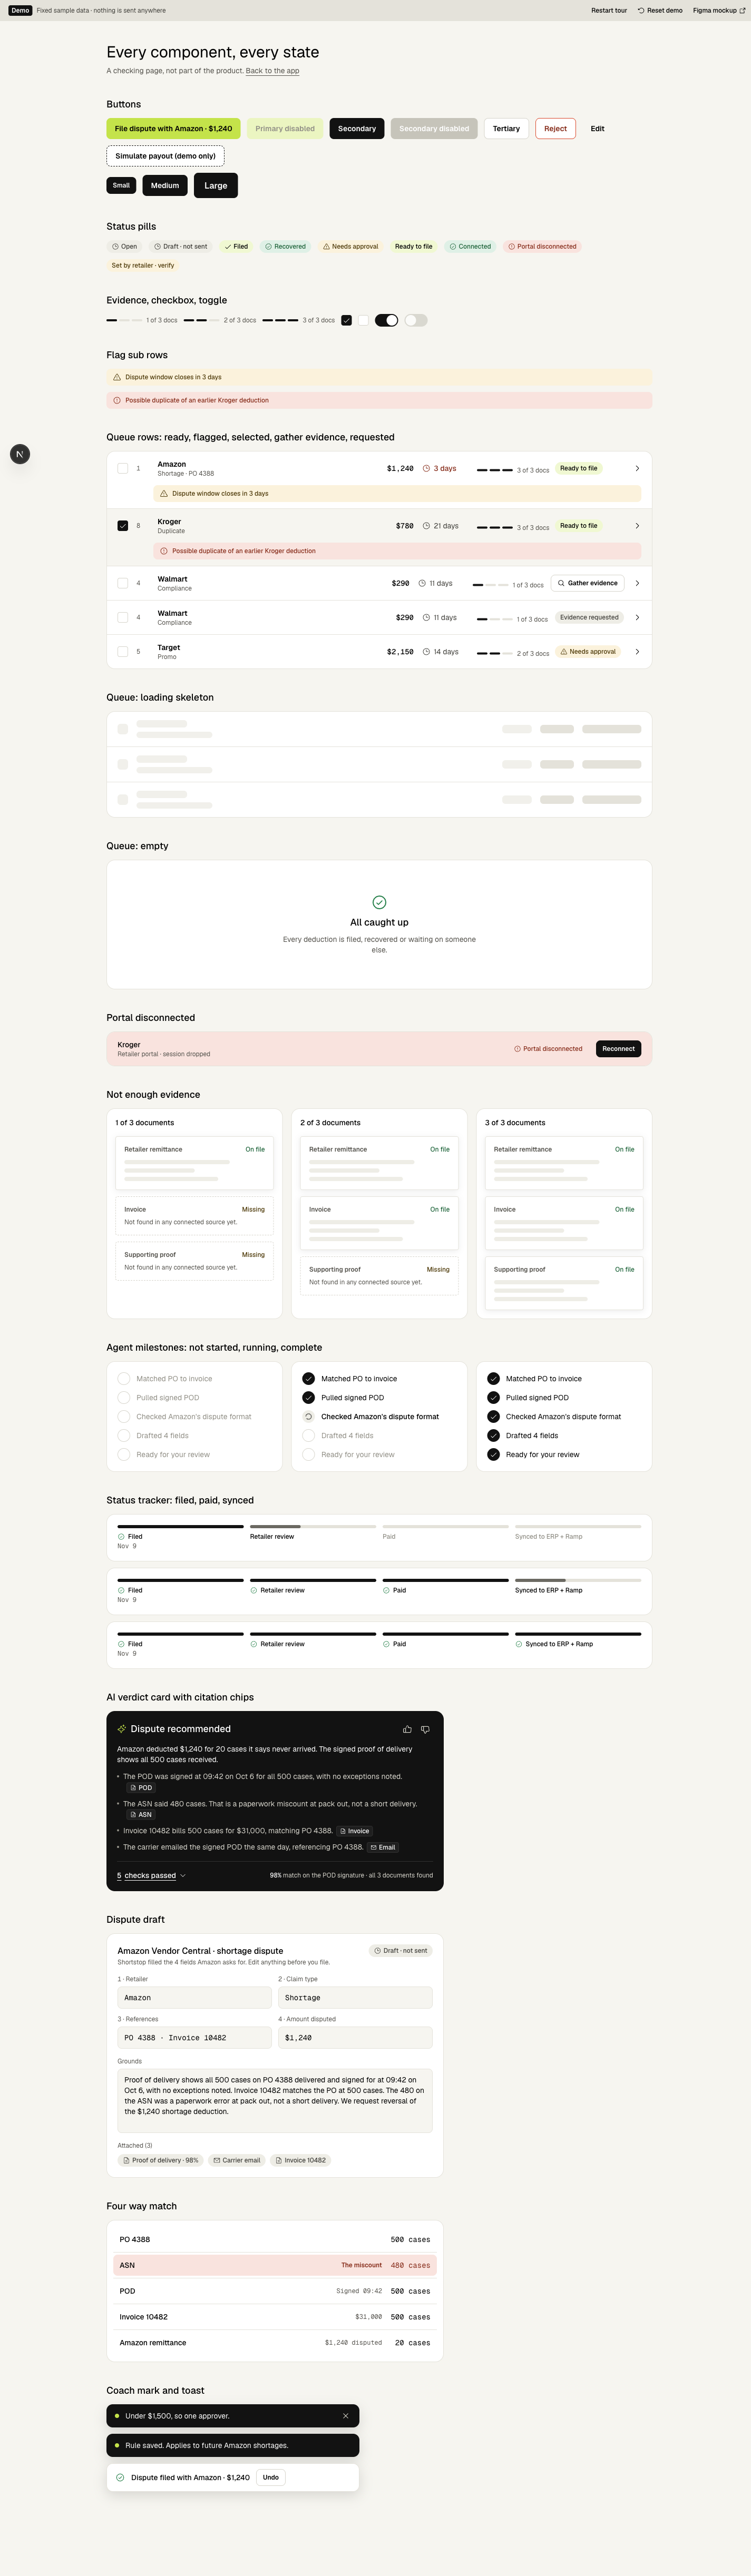 Demo Fixed sample data · nothing is sent anywhere Restart tour Reset demo Figma mockup
Every component, every state
A checking page, not part of the product. Back to the app
Buttons
File dispute with Amazon · $1,240 Primary disabled Secondary Secondary disabled Tertiary Reject Edit
Simulate payout (demo only)
Small Medium Large
Status pills
Open Draft · not sent Filed Recovered Needs approval Ready to file Connected Portal disconnected
Set by retailer · verify
Evidence, checkbox, toggle
1 of 3 docs 2 of 3 docs 3 of 3 docs
Flag sub rows
Dispute window closes in 3 days
Possible duplicate of an earlier Kroger deduction
N
Queue rows: ready, flagged, selected, gather evidence, requested
1 Amazon $1,240 3 days 3 of 3 docs Ready to file
Shortage · PO 4388
Dispute window closes in 3 days
8 Kroger $780 21 days 3 of 3 docs Ready to file
Duplicate
Possible duplicate of an earlier Kroger deduction
4 Walmart $290 11 days 1 of 3 docs Gather evidence
Compliance
4 Walmart $290 11 days 1 of 3 docs Evidence requested
Compliance
5 Target $2,150 14 days 2 of 3 docs Needs approval
Promo
Queue: loading skeleton
Queue: empty
All caught up
Every deduction is filed, recovered or waiting on someone
else.
Portal disconnected
Kroger Portal disconnected Reconnect
Retailer portal · session dropped
Not enough evidence
1 of 3 documents
Retailer remittance On file
Invoice Missing
Not found in any connected source yet.
Supporting proof Missing
Not found in any connected source yet.
2 of 3 documents
Retailer remittance On file
Invoice On file
Supporting proof Missing
Not found in any connected source yet.
3 of 3 documents
Retailer remittance On file
Invoice On file
Supporting proof On file
Agent milestones: not started, running, complete
Matched PO to invoice
Pulled signed POD
Checked Amazon's dispute format
Drafted 4 fields
Ready for your review
Matched PO to invoice
Pulled signed POD
Checked Amazon's dispute format
Drafted 4 fields
Ready for your review
Matched PO to invoice
Pulled signed POD
Checked Amazon's dispute format
Drafted 4 fields
Ready for your review
Status tracker: filed, paid, synced
Filed Retailer review Paid Synced to ERP + Ramp
Nov 9
Filed Retailer review Paid Synced to ERP + Ramp
Nov 9
Filed Retailer review Paid Synced to ERP + Ramp
Nov 9
AI verdict card with citation chips
Dispute recommended
Amazon deducted $1,240 for 20 cases it says never arrived. The signed proof of delivery
shows all 500 cases received.
• The POD was signed at 09:42 on Oct 6 for all 500 cases, with no exceptions noted.
POD
• The ASN said 480 cases. That is a paperwork miscount at pack out, not a short delivery.
ASN
• Invoice 10482 bills 500 cases for $31,000, matching PO 4388. Invoice
• The carrier emailed the signed POD the same day, referencing PO 4388. Email
5 checks passed 98% match on the POD signature · all 3 documents found
Dispute draft
Amazon Vendor Central · shortage dispute Draft · not sent
Shortstop filled the 4 fields Amazon asks for. Edit anything before you file.
1 · Retailer 2 · Claim type
Amazon Shortage
3 · References 4 · Amount disputed
PO 4388 · Invoice 10482 $1,240
Grounds
Proof of delivery shows all 500 cases on PO 4388 delivered and signed for at 09:42 on
Oct 6, with no exceptions noted. Invoice 10482 matches the PO at 500 cases. The 480 on
the ASN was a paperwork error at pack out, not a short delivery. We request reversal of
the $1,240 shortage deduction.
Attached (3)
Proof of delivery · 98% Carrier email Invoice 10482
Four way match
PO 4388 500 cases
ASN The miscount 480 cases
POD Signed 09:42 500 cases
Invoice 10482 $31,000 500 cases
Amazon remittance $1,240 disputed 20 cases
Coach mark and toast
Under $1,500, so one approver.
Rule saved. Applies to future Amazon shortages.
Dispute filed with Amazon · $1,240 Undo